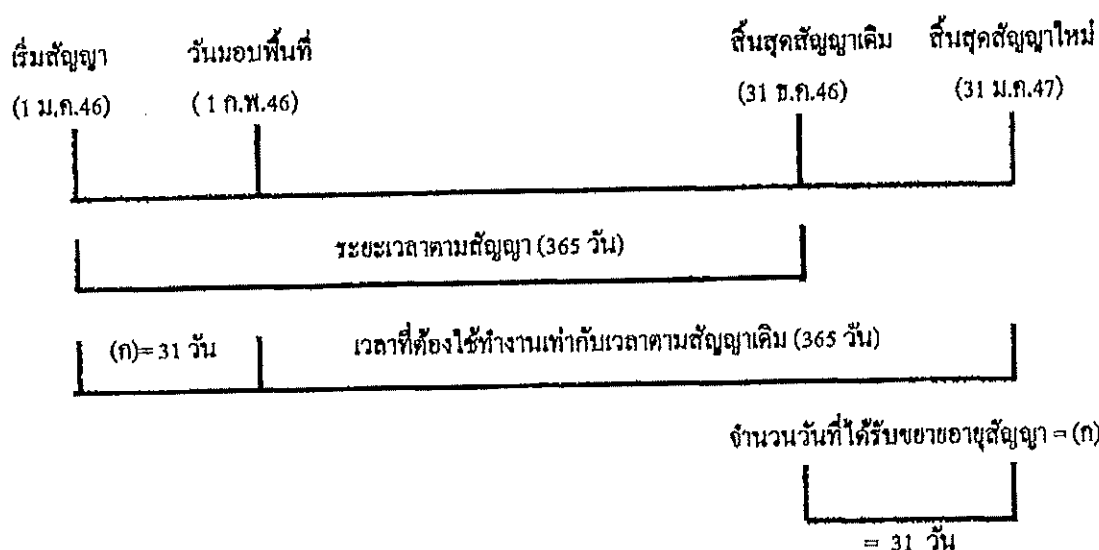 เริ่มสัญญา วันมอบพื้นที่ สิ้นสุดสัญญาเดิม สิ้นสุดสัญญาใหม่
(1 ม.ค.46) ( 1 ก.พ.46) (31 ธ.ค.46) (31 ม.ค.47)
ระยะเวลาตามสัญญา (365 วัน)
(ก)= 31 วัน เวลาที่ต้องใช้ทำงานเท่ากับเวลาตามสัญญาเดิม (365 วัน)
จำนวนวันที่ได้รับขยายอายุสัญญา = (ก)
= 31 วัน